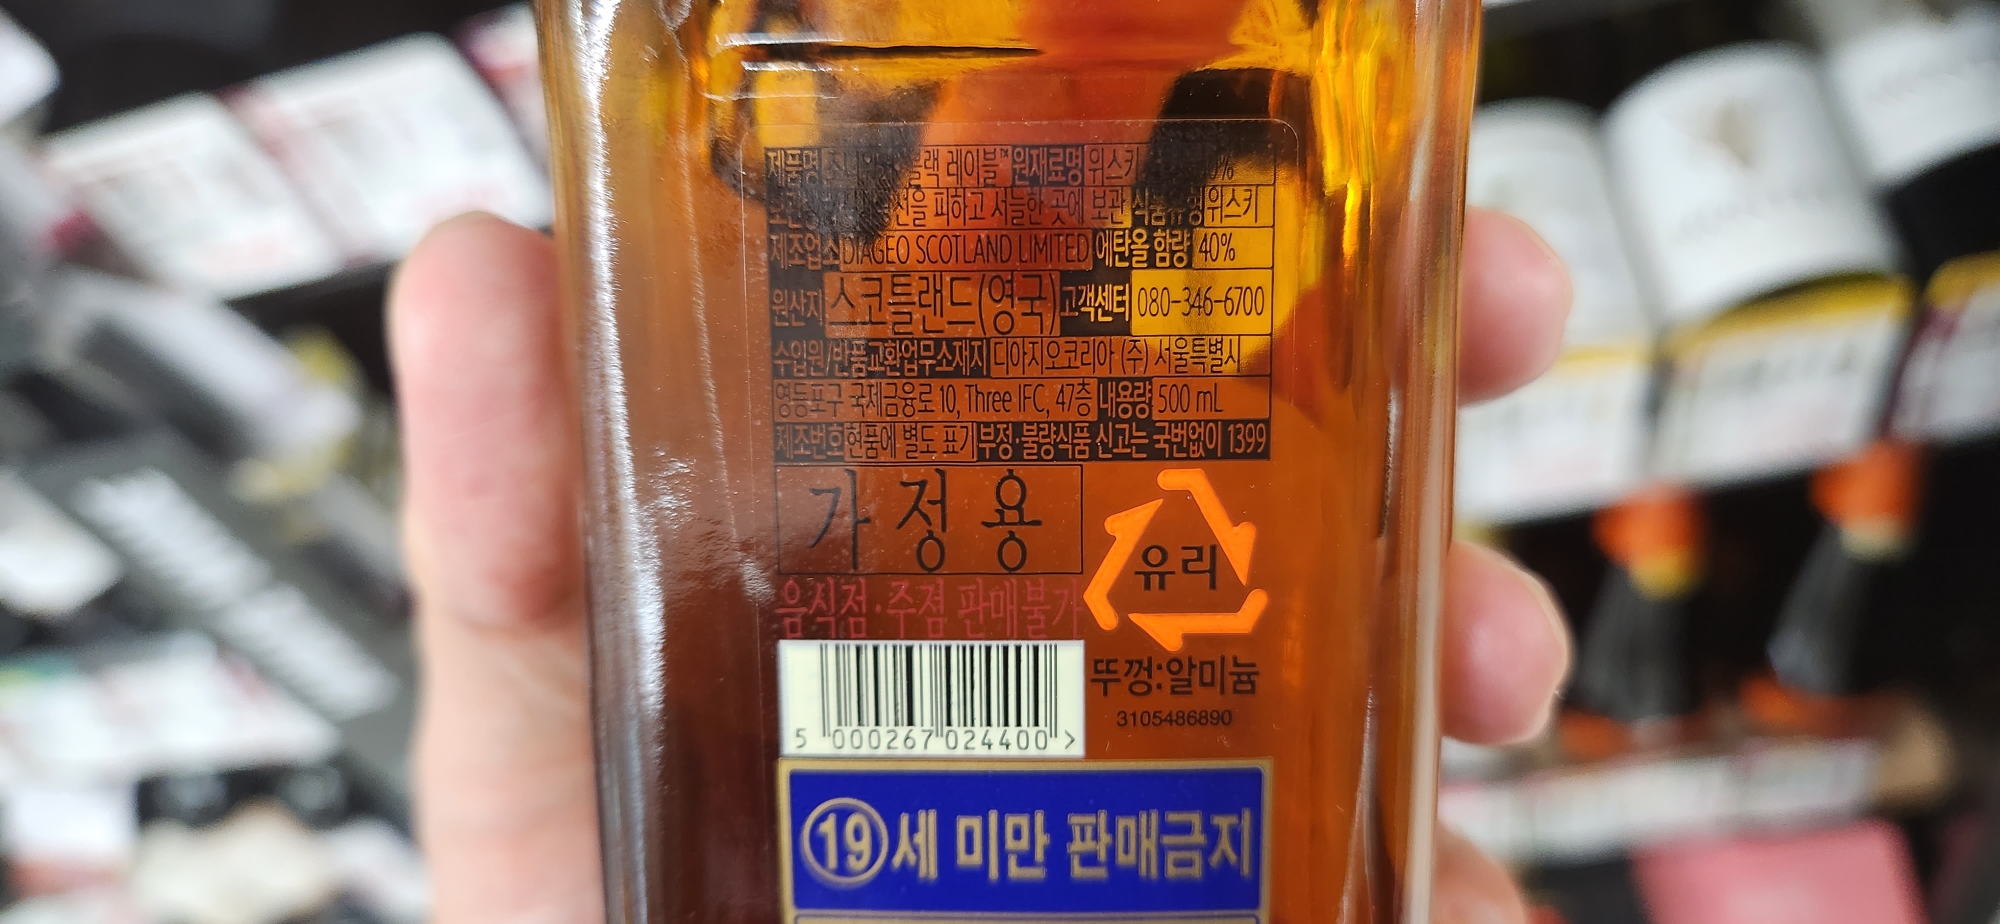 제품명 조니워커 블랙 레이블™ 원재료명 위스키
선을 피하고 서늘한 곳에 보관 식품유형 위스키
제조업소 DIAGEO SCOTLAND LIMITED 에탄올 함량 40%
원산지 스코틀랜드(영국) 고객센터 080-346-6700
수입원/반품교환업무소재지 디아지오코리아 (주) 서울특별시
영등포구 국제금융로 10, Three IFC, 47층 내용량 500 mL
제조번호 현품에 별도 표기 부정·불량식품 신고는 국번없이 1399
가정용
유리
음식점·주점 판매불가
뚜껑:알미늄
3105486890
5 000267 024400 >
19세 미만 판매금지